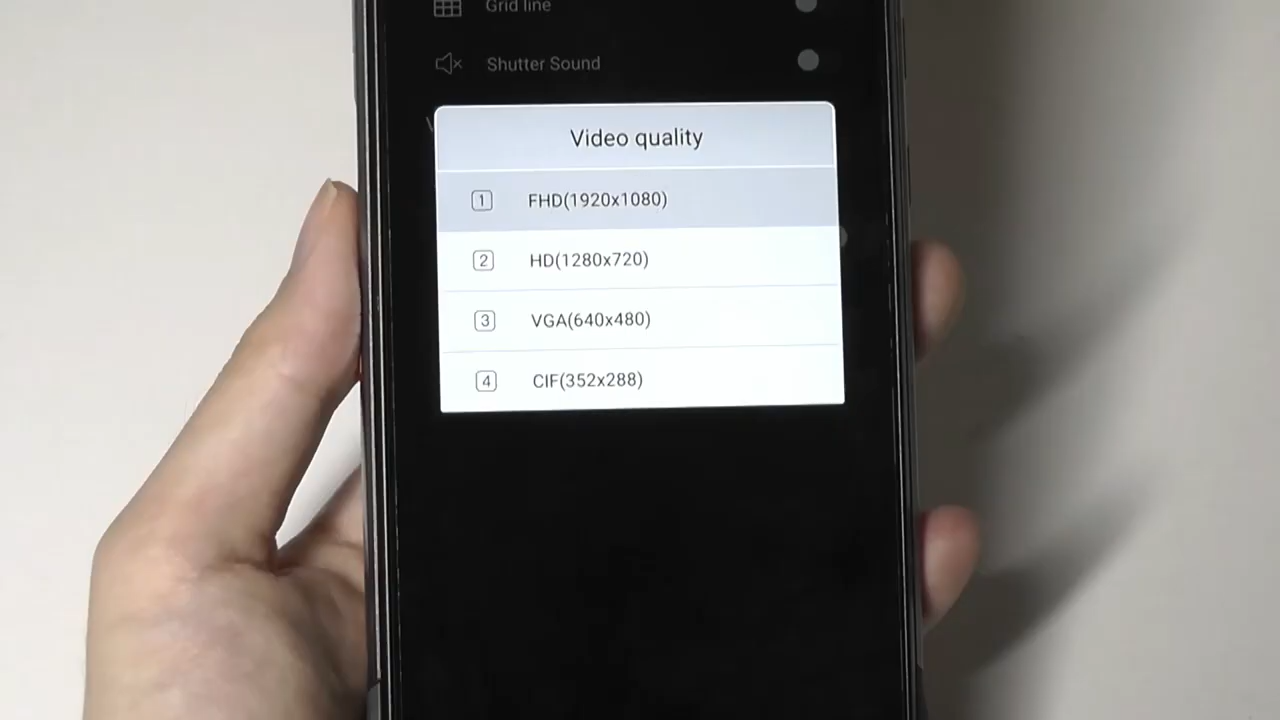 Grid line
Shutter Sound
Video quality
1 FHD(1920x1080)
2 HD(1280x720)
3 VGA(640x480)
4 CIF(352x288)